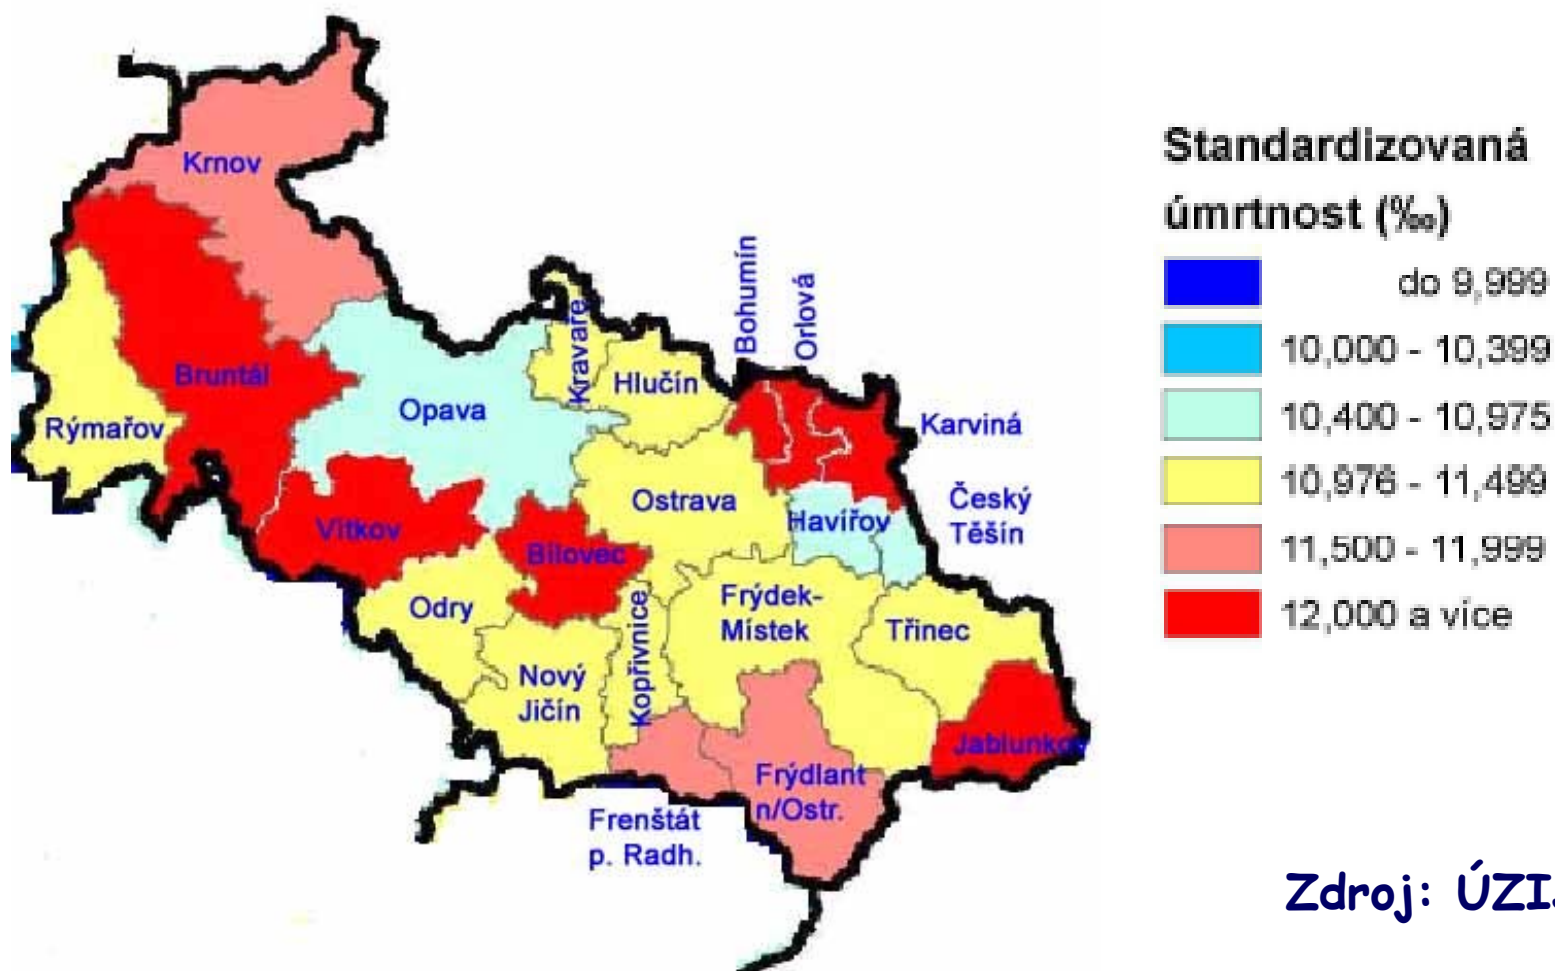 Krnov
Bruntál
Rýmařov
Opava
Kravaře
Hlučín
Bohumín
Orlová
Karviná
Český
Těšín
Havířov
Ostrava
Vítkov
Bílovec
Odry
Nový
Jičín
Kopřivnice
Frýdek-
Místek
Třinec
Jablunkov
Frýdlant
n/Ostr.
Frenštát
p. Radh.
Standardizovaná
úmrtnost (‰)
do 9,999
10,000 - 10,399
10,400 - 10,975
10,976 - 11,499
11,500 - 11,999
12,000 a více
Zdroj: